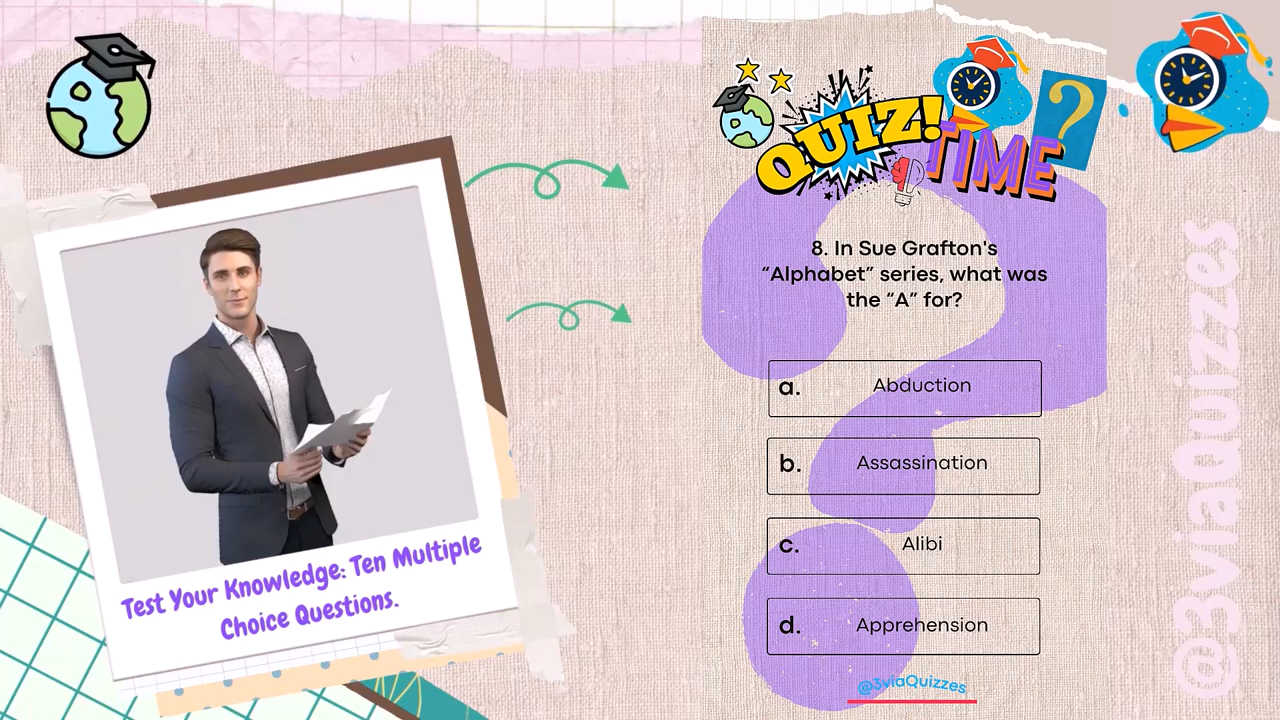 Test Your Knowledge: Ten Multiple
Choice Questions.
QUIZ!
TIME
?
8. In Sue Grafton's
“Alphabet” series, what was
the “A” for?
a. Abduction
b. Assassination
c. Alibi
d. Apprehension
@3viaQuizzes
@3viaQuizzes